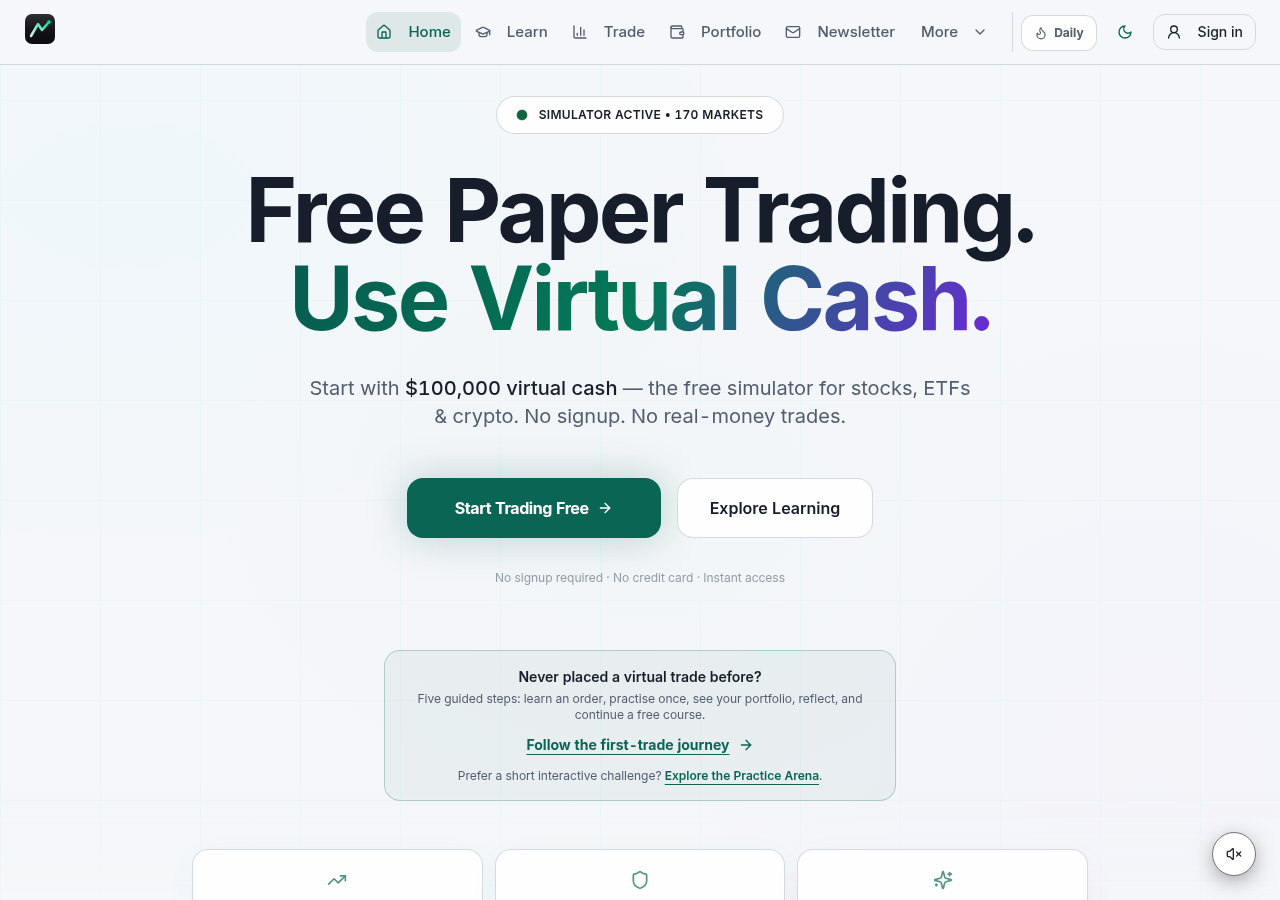 Home
Learn
Trade
Portfolio
Newsletter
More
Daily
Sign in
SIMULATOR ACTIVE • 170 MARKETS
Free Paper Trading.
Use Virtual Cash.
Start with $100,000 virtual cash — the free simulator for stocks, ETFs
& crypto. No signup. No real-money trades.
Start Trading Free
Explore Learning
No signup required · No credit card · Instant access
Never placed a virtual trade before?
Five guided steps: learn an order, practise once, see your portfolio, reflect, and
continue a free course.
Follow the first-trade journey
Prefer a short interactive challenge? Explore the Practice Arena.